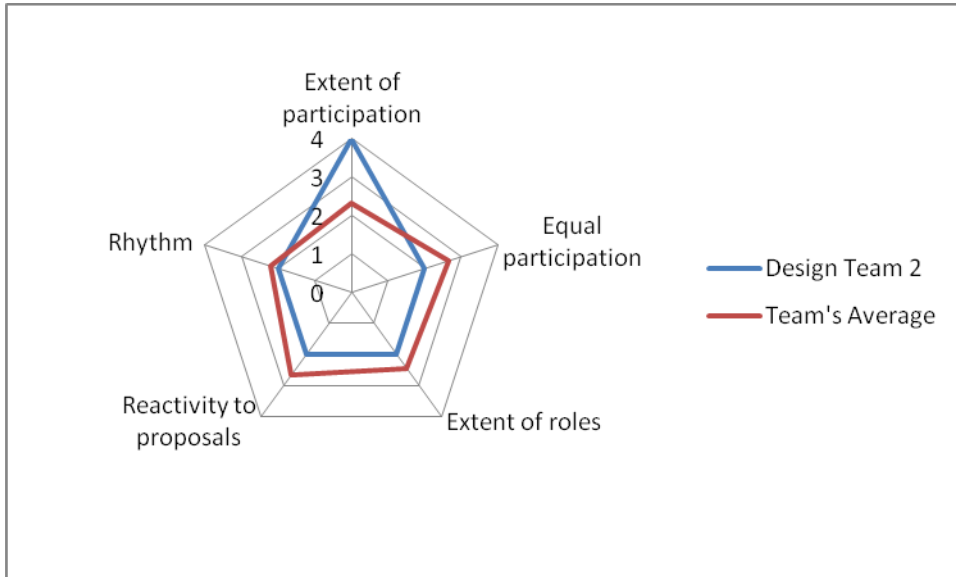 Extent of
participation
4
3
2
1
0
Equal
participation
Extent of roles
Reactivity to
proposals
Rhythm
Design Team 2
Team's Average